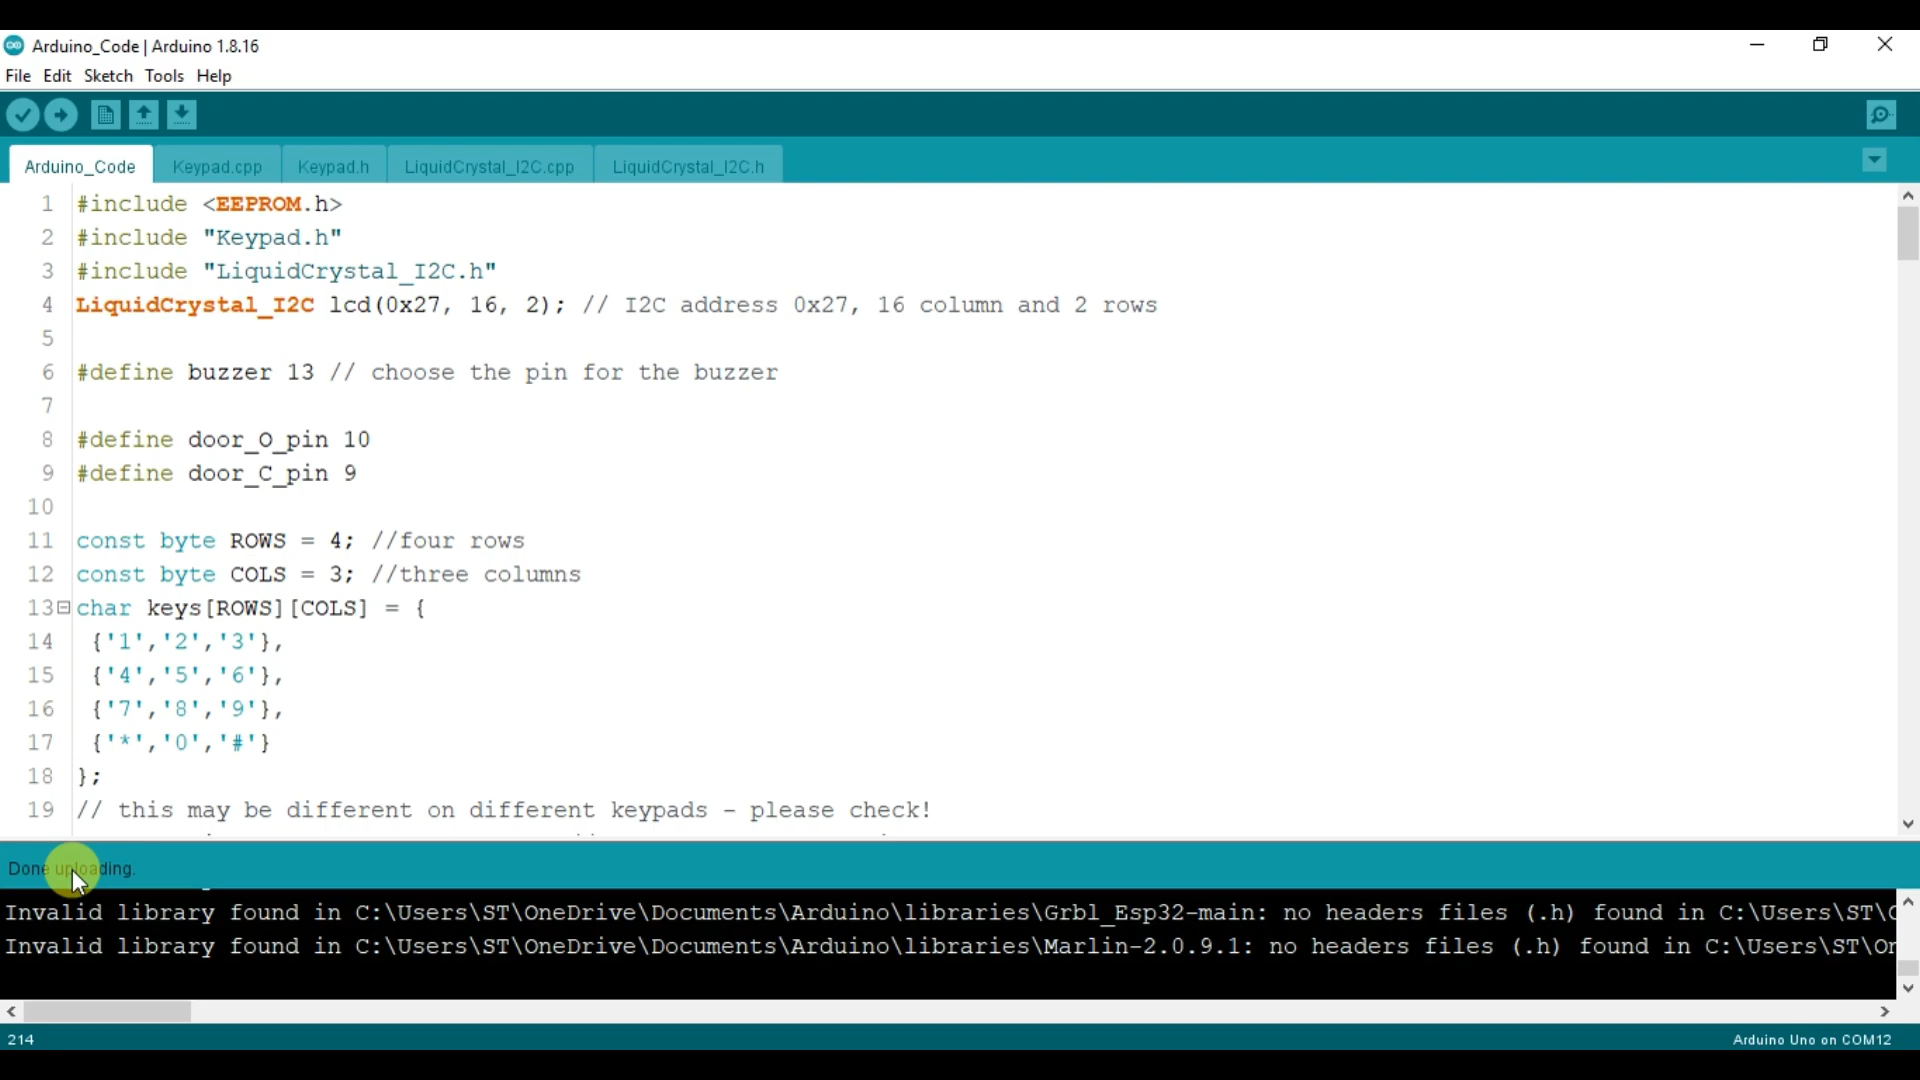 Arduino_Code | Arduino 1.8.16
File Edit Sketch Tools Help
Arduino_Code Keypad.cpp Keypad.h LiquidCrystal_I2C.cpp LiquidCrystal_I2C.h
1 #include <EEPROM.h>
2 #include "Keypad.h"
3 #include "LiquidCrystal_I2C.h"
4 LiquidCrystal_I2C lcd(0x27, 16, 2); // I2C address 0x27, 16 column and 2 rows
5
6 #define buzzer 13 // choose the pin for the buzzer
7
8 #define door_O_pin 10
9 #define door_C_pin 9
10
11 const byte ROWS = 4; //four rows
12 const byte COLS = 3; //three columns
13 char keys[ROWS][COLS] = {
14 {'1','2','3'},
15 {'4','5','6'},
16 {'7','8','9'},
17 {'*','0','#'}
18 };
19 // this may be different on different keypads - please check!
Done uploading.
Invalid library found in C:\Users\ST\OneDrive\Documents\Arduino\libraries\Grbl_Esp32-main: no headers files (.h) found in C:\Users\ST\
Invalid library found in C:\Users\ST\OneDrive\Documents\Arduino\libraries\Marlin-2.0.9.1: no headers files (.h) found in C:\Users\ST\
214
Arduino Uno on COM12